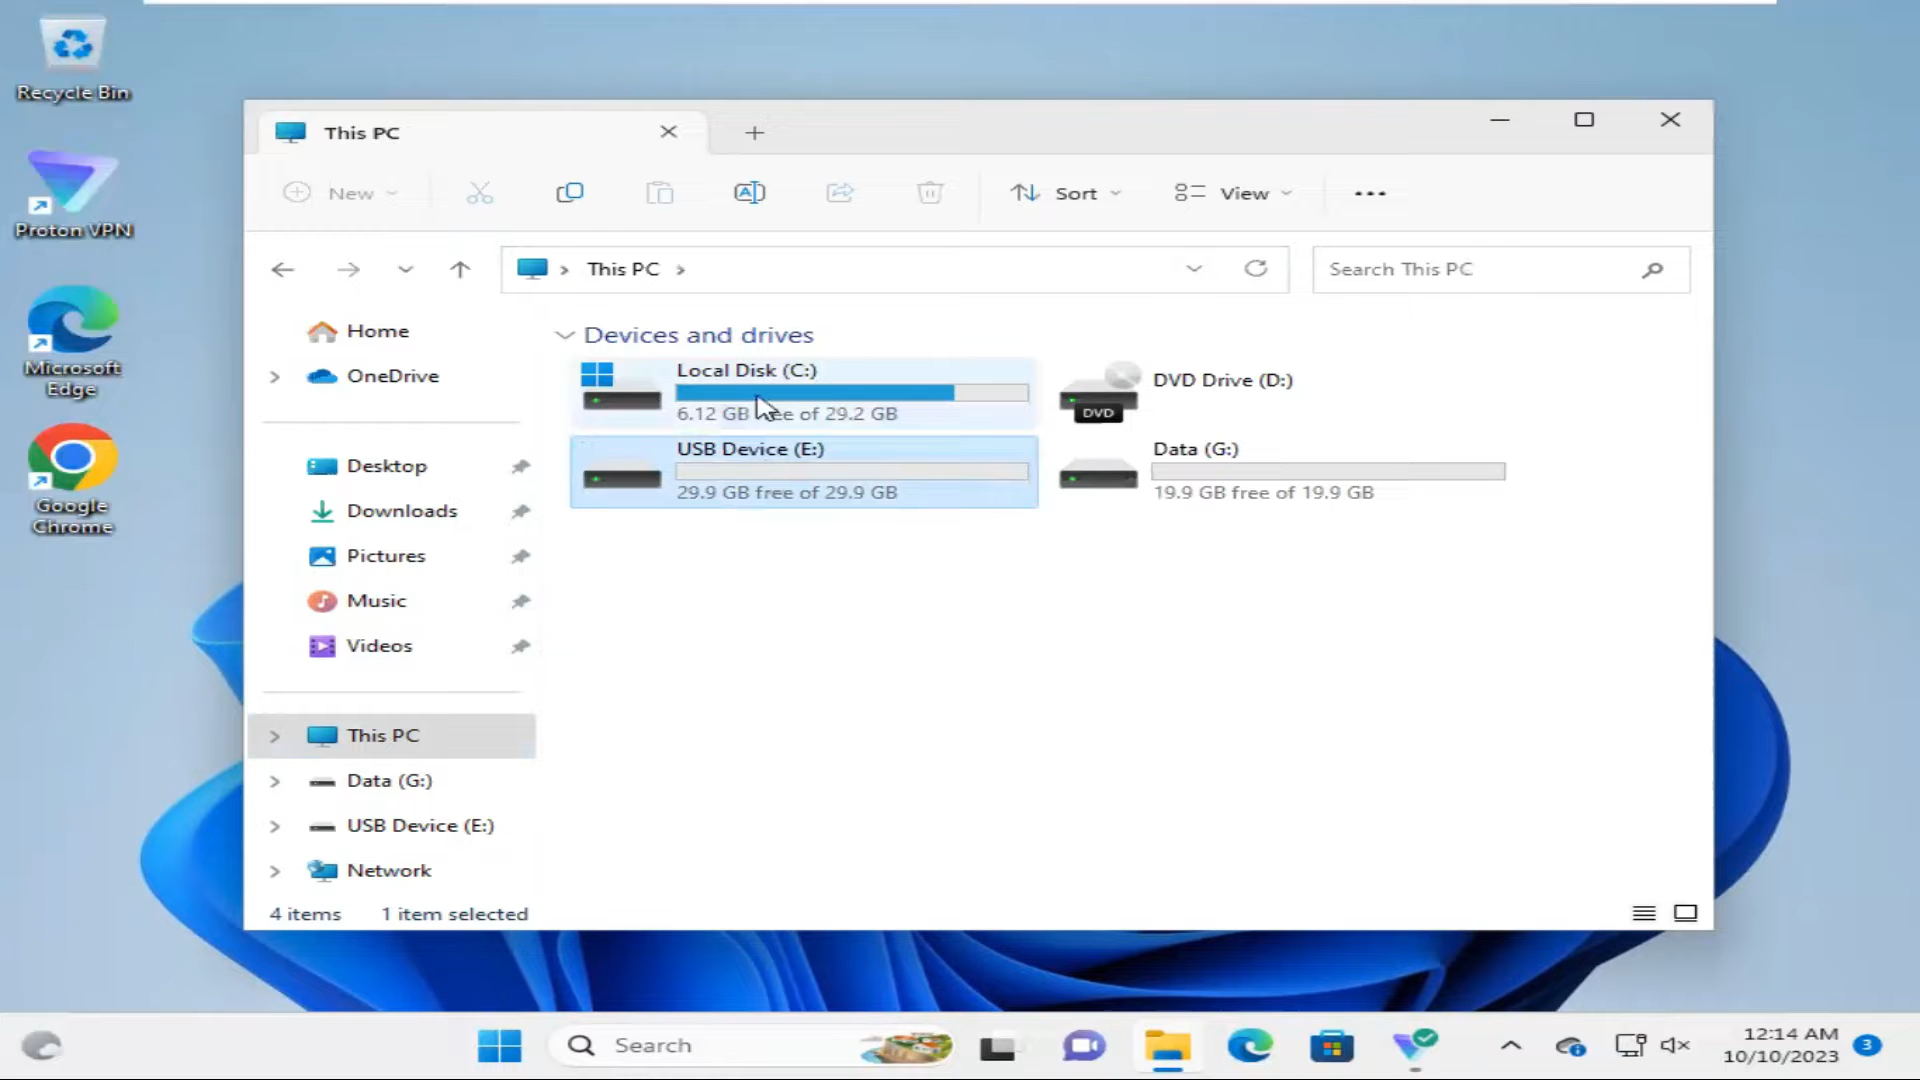 Recycle Bin
Proton VPN
Microsoft
Edge
Google
Chrome
This PC
New
Sort
View
This PC
Search This PC
Home
OneDrive
Desktop
Downloads
Pictures
Music
Videos
This PC
Data (G:)
USB Device (E:)
Network
Devices and drives
Local Disk (C:)
6.12 GB free of 29.2 GB
DVD Drive (D:)
DVD
USB Device (E:)
29.9 GB free of 29.9 GB
Data (G:)
19.9 GB free of 19.9 GB
4 items 1 item selected
Search
12:14 AM
10/10/2023
3